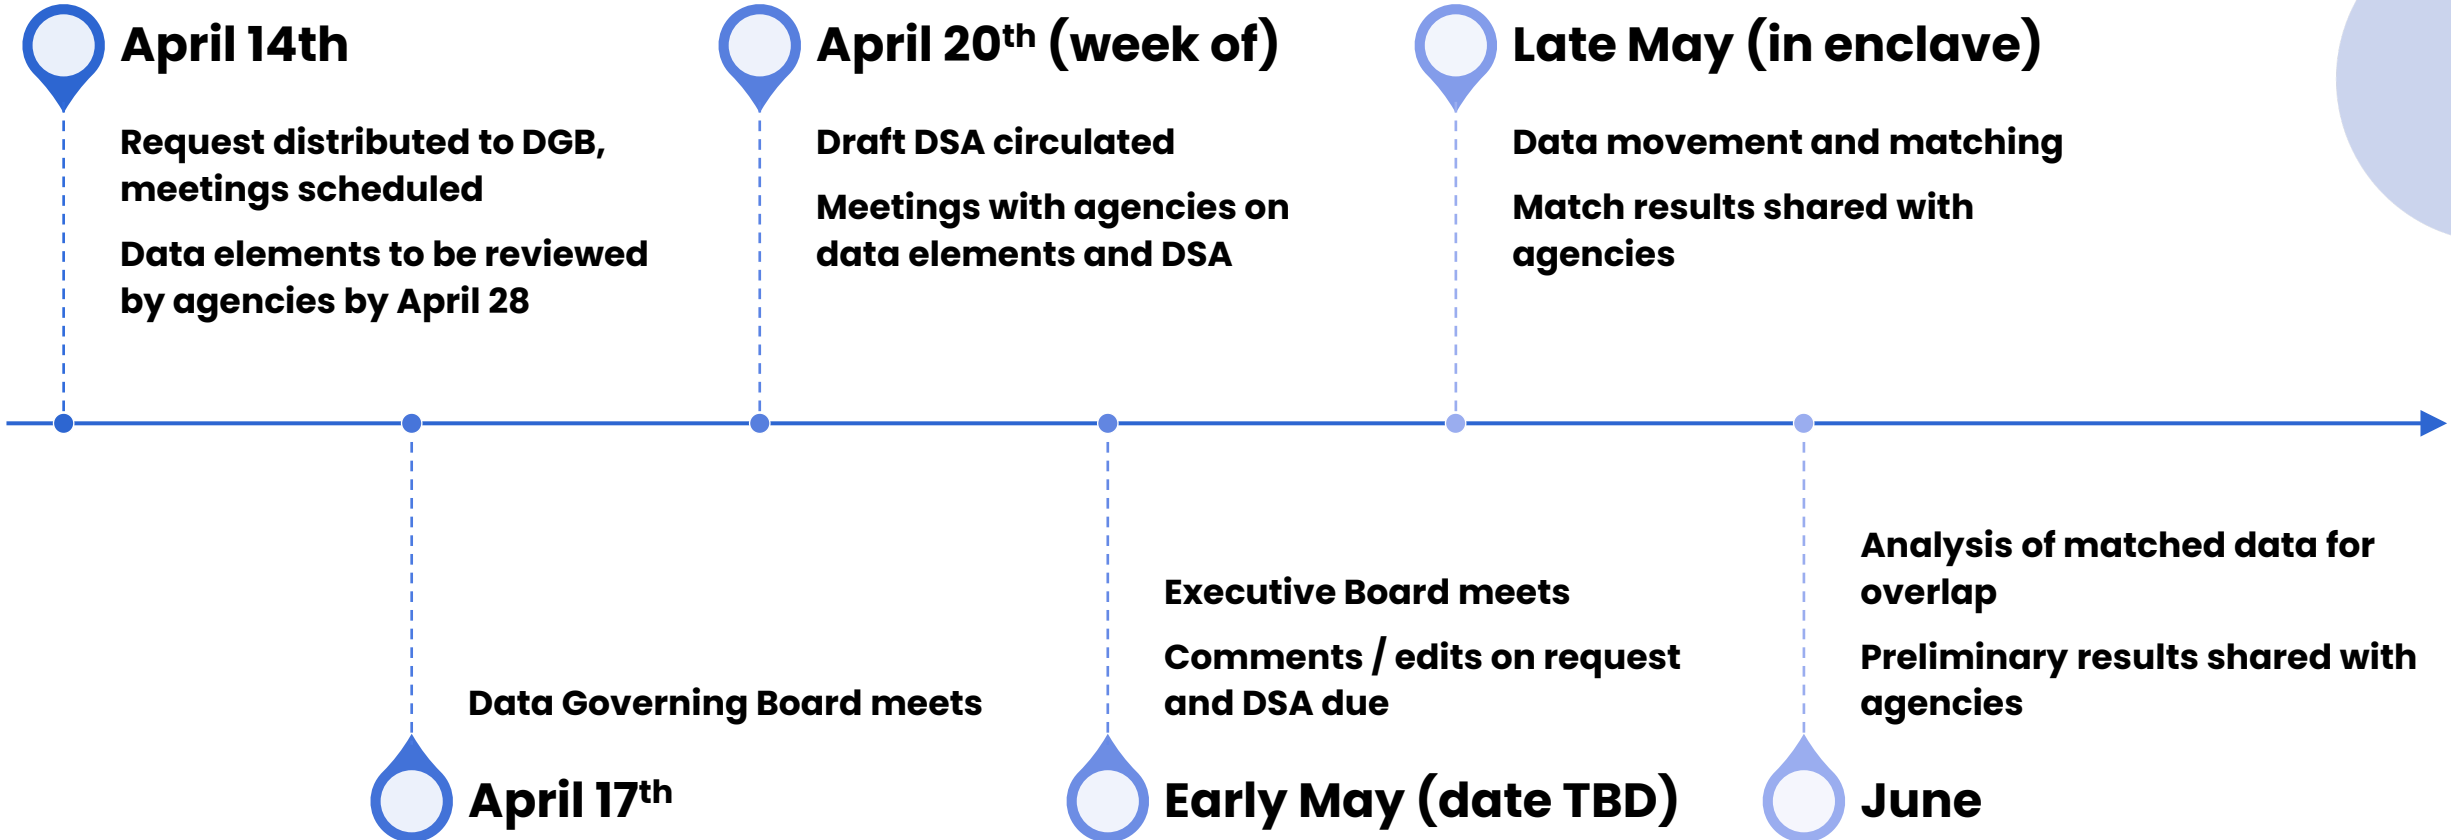 April 14th
Request distributed to DGB,
meetings scheduled
Data elements to be reviewed
by agencies by April 28
Data Governing Board meets
April 17th
April 20th (week of)
Draft DSA circulated
Meetings with agencies on
data elements and DSA
Executive Board meets
Comments / edits on request
and DSA due
Early May (date TBD)
Late May (in enclave)
Data movement and matching
Match results shared with
agencies
Analysis of matched data for
overlap
Preliminary results shared with
agencies
June